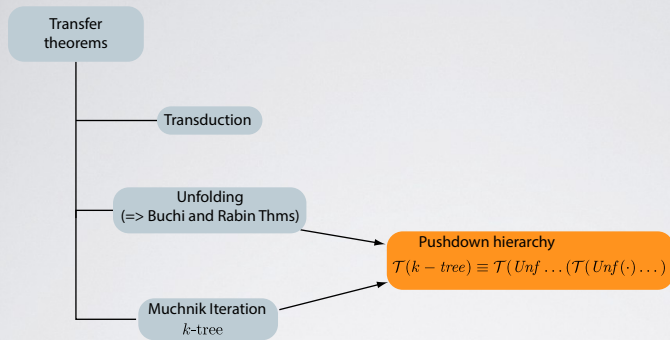 Transfer
theorems
Transduction
Unfolding
(=> Buchi and Rabin Thms)
Pushdown hierarchy
𝒯(k − tree) ≡ 𝒯(Unf … (𝒯(Unf(·) … )
Muchnik Iteration
k-tree